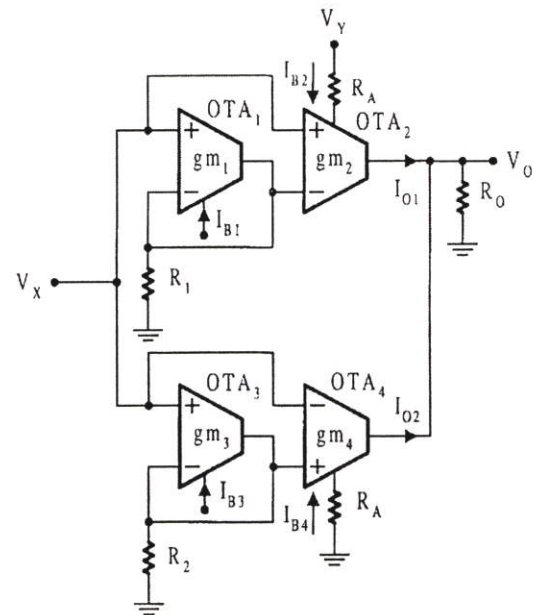 V_Y
I_B2
R_A
OTA_1
OTA_2
+
+
gm_1
gm_2
V_O
−
−
I_O1
R_O
I_B1
R_1
V_X
OTA_3
OTA_4
+
−
I_O2
gm_3
gm_4
−
+
I_B3
I_B4
R_A
R_2